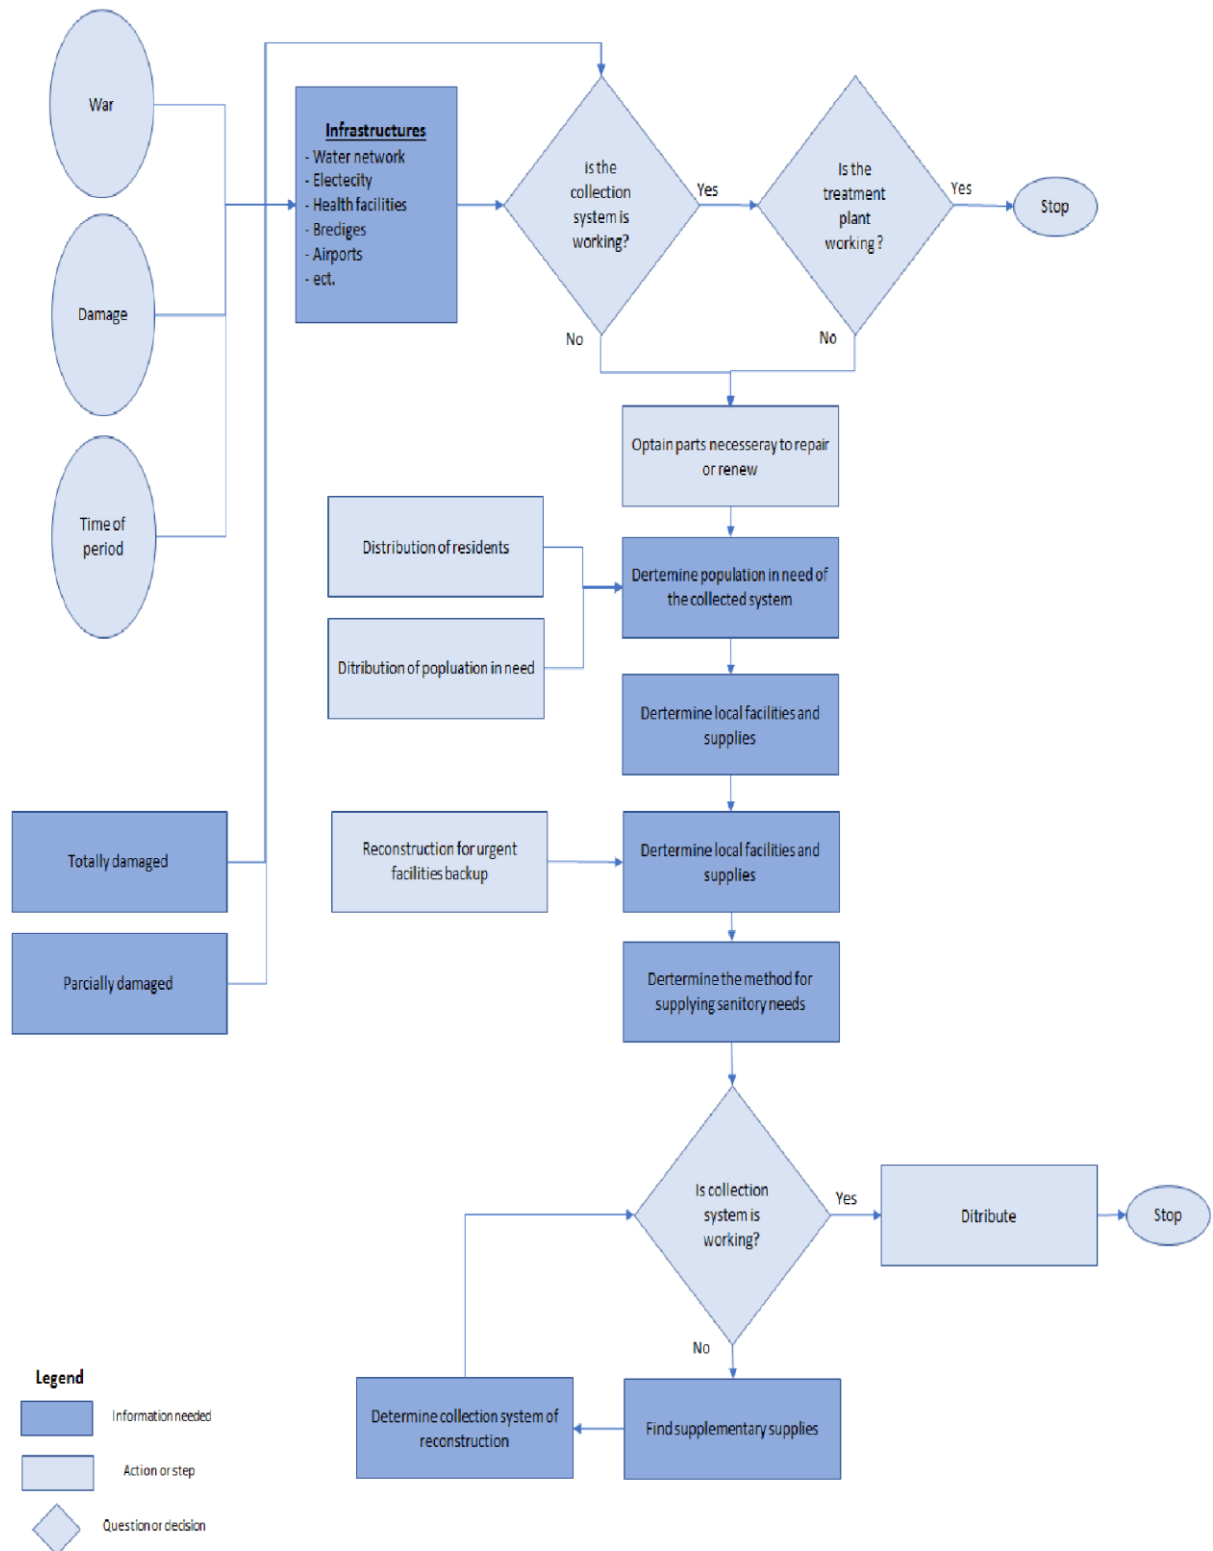 War
Damage
Time of
period
Infrastructures
- Water network
- Electecity
- Health facilities
- Brediges
- Airports
- ect.
Is the
collection
system is
working?
Yes
No
Is the
treatment
plant
working ?
Yes
No
Stop
Optain parts necesseray to repair
or renew
Distribution of residents
Ditribution of popluation in need
Dertemine population in need of
the collected system
Dertermine local facilities and
supplies
Totally damaged
Parcially damaged
Reconstruction for urgent
facilities backup
Dertermine local facilities and
supplies
Dertermine the method for
supplying sanitory needs
Is collection
system is
working?
Yes
Ditribute
Stop
No
Find supplementary supplies
Determine collection system of
reconstruction
Legend
Information needed
Action or step
Question or decision